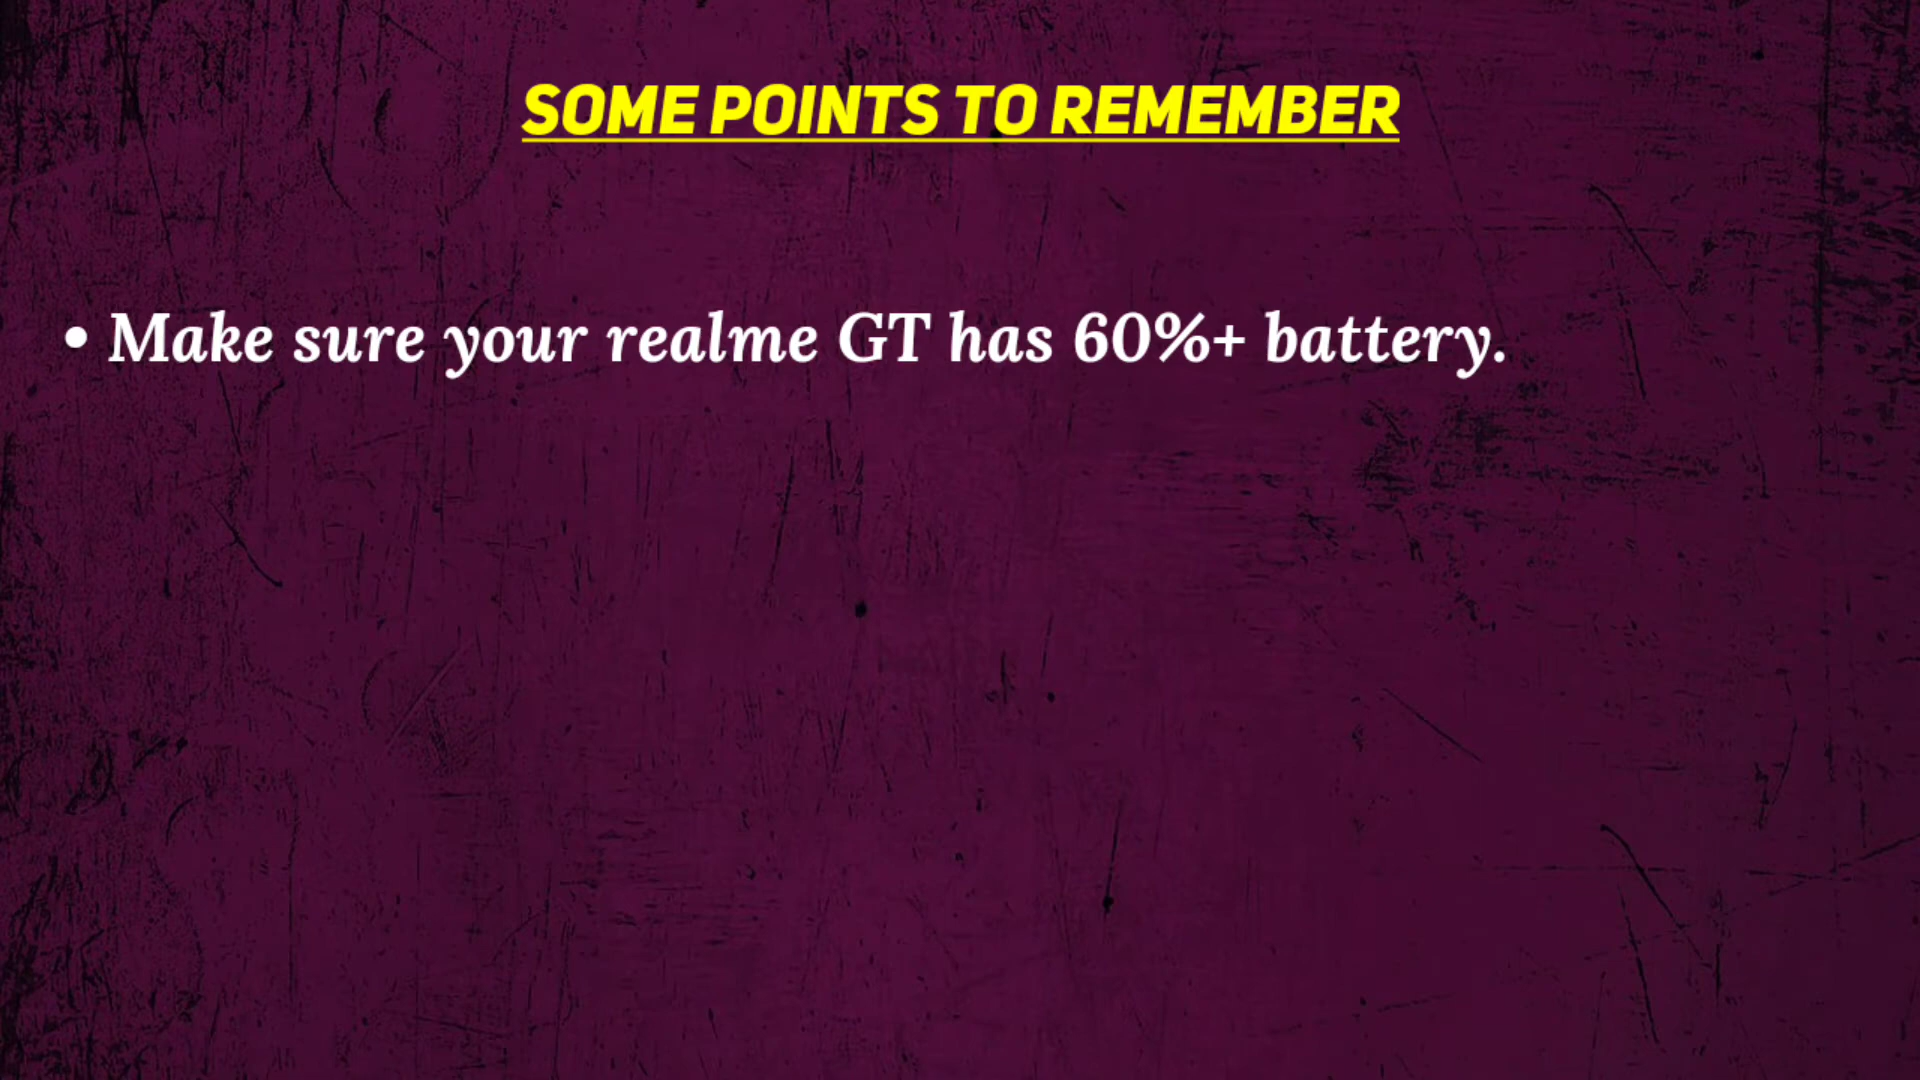 SOME POINTS TO REMEMBER
• Make sure your realme GT has 60%+ battery.